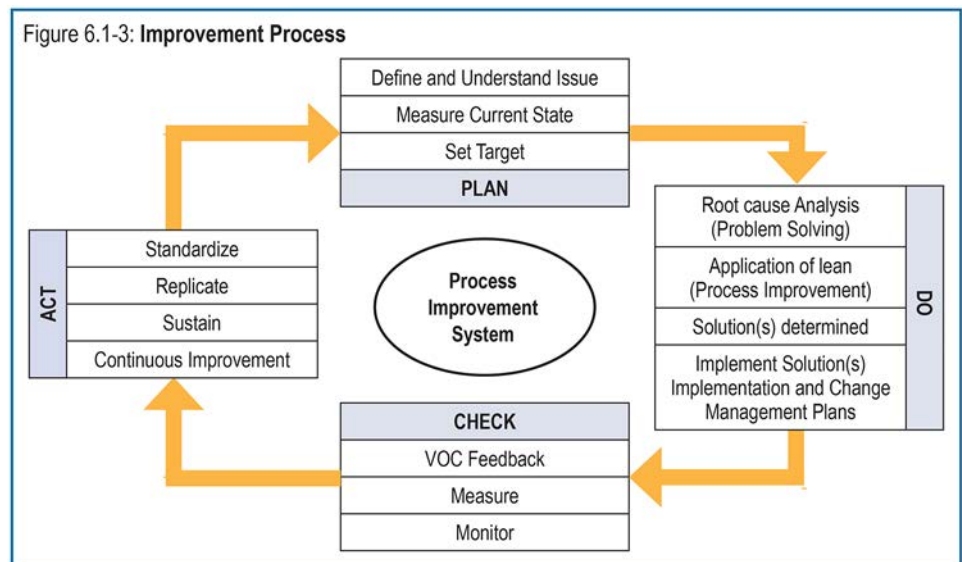 Figure 6.1-3: Improvement Process
Define and Understand Issue
Measure Current State
Set Target
PLAN
Root cause Analysis
(Problem Solving)
Application of lean
(Process Improvement)
Solution(s) determined
Implement Solution(s)
Implementation and Change
Management Plans
DO
CHECK
VOC Feedback
Measure
Monitor
ACT
Standardize
Replicate
Sustain
Continuous Improvement
Process
Improvement
System